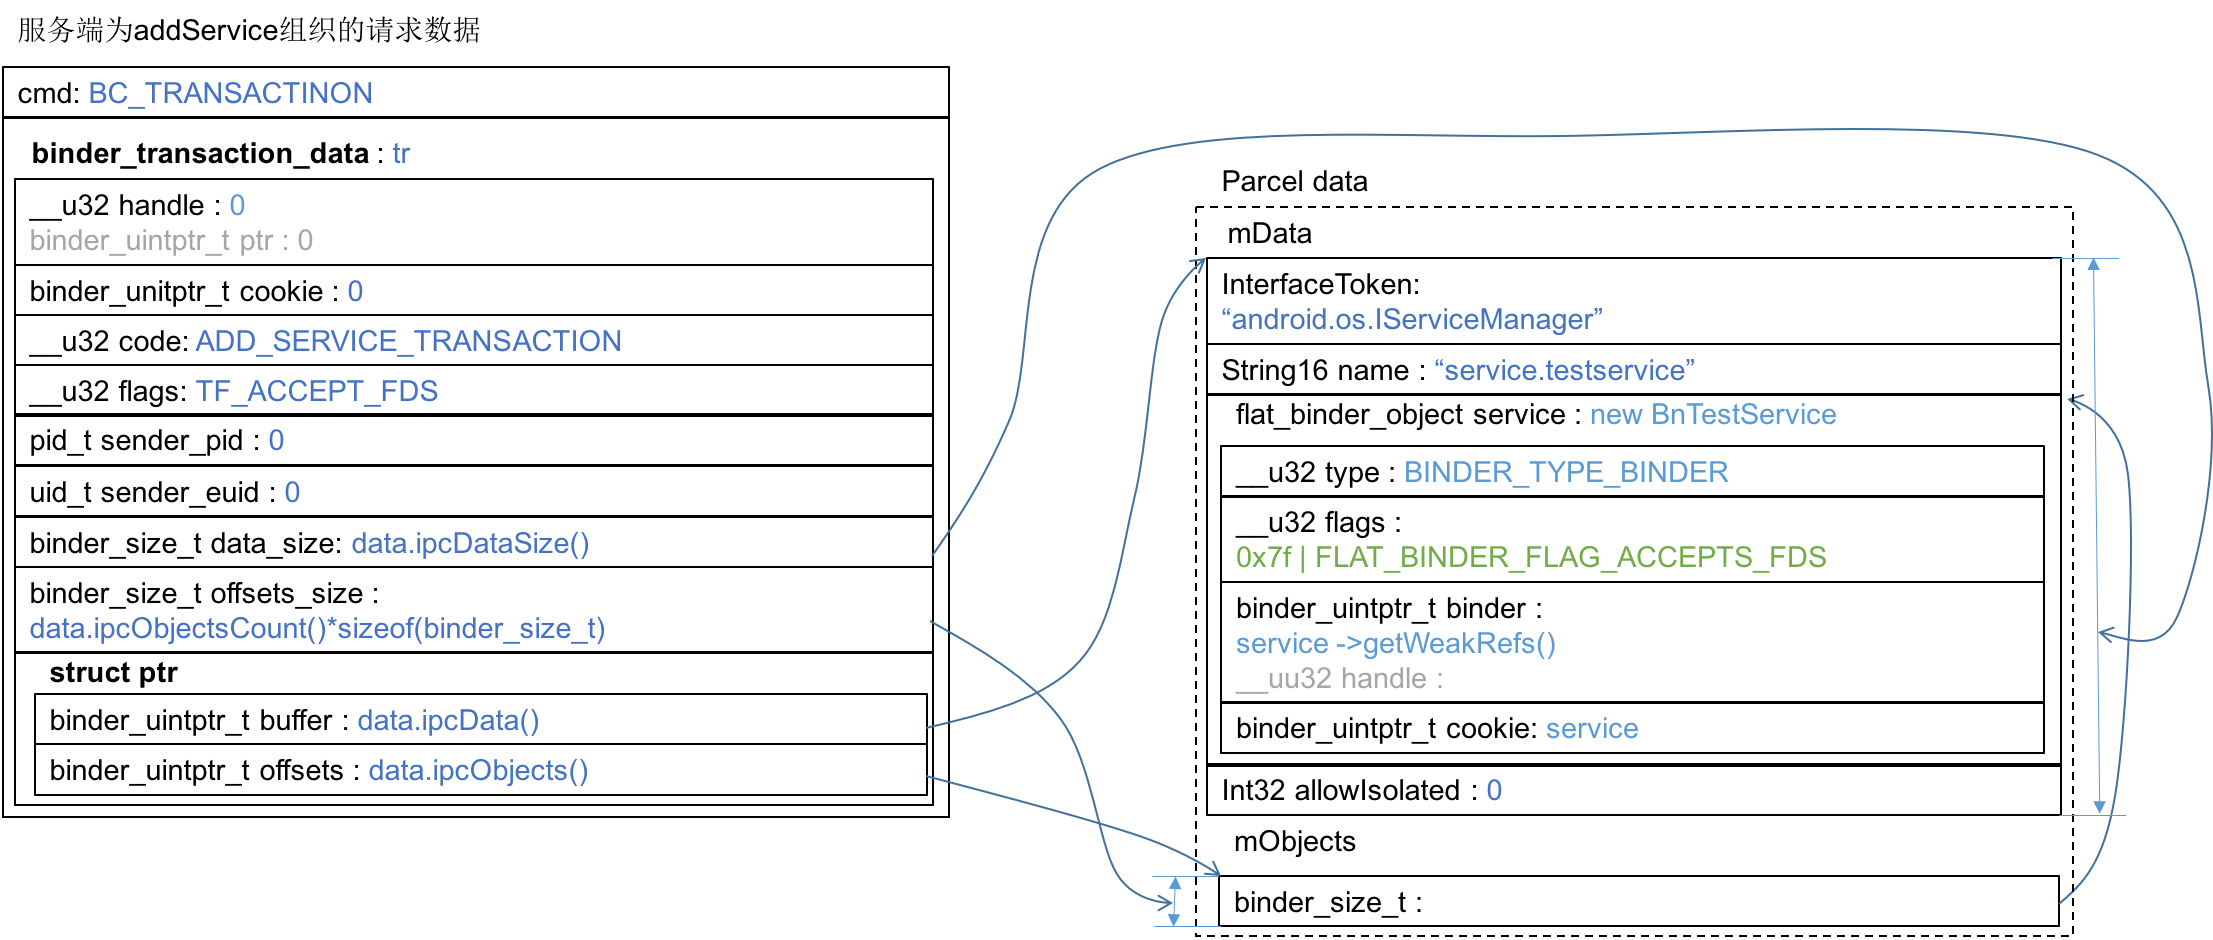 服务端为addService组织的请求数据
cmd: BC_TRANSACTINON
binder_transaction_data : tr
__u32 handle : 0
binder_uintptr_t ptr : 0
binder_unitptr_t cookie : 0
__u32 code: ADD_SERVICE_TRANSACTION
__u32 flags: TF_ACCEPT_FDS
pid_t sender_pid : 0
uid_t sender_euid : 0
binder_size_t data_size: data.ipcDataSize()
binder_size_t offsets_size :
data.ipcObjectsCount()*sizeof(binder_size_t)
struct ptr
binder_uintptr_t buffer : data.ipcData()
binder_uintptr_t offsets : data.ipcObjects()
Parcel data
mData
InterfaceToken:
“android.os.IServiceManager”
String16 name : “service.testservice”
flat_binder_object service : new BnTestService
__u32 type : BINDER_TYPE_BINDER
__u32 flags :
0x7f | FLAT_BINDER_FLAG_ACCEPTS_FDS
binder_uintptr_t binder :
service ->getWeakRefs()
__uu32 handle :
binder_uintptr_t cookie: service
Int32 allowIsolated : 0
mObjects
binder_size_t :